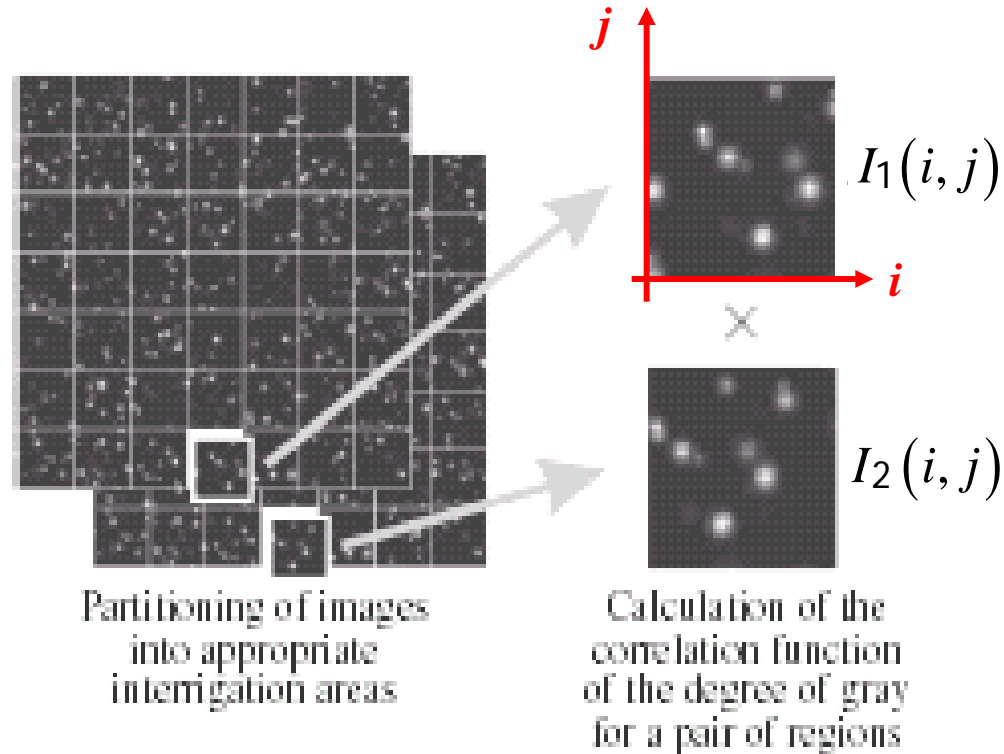 j
I₁(i, j)
i
×
I₂(i, j)
Partitioning of images
into appropriate
interrigation areas
Calculation of the
correlation function
of the degree of gray
for a pair of regions